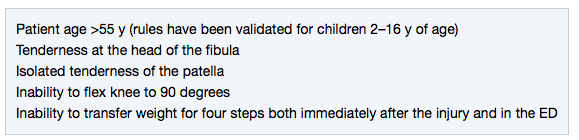 Patient age >55 y (rules have been validated for children 2–16 y of age)
Tenderness at the head of the fibula
Isolated tenderness of the patella
Inability to flex knee to 90 degrees
Inability to transfer weight for four steps both immediately after the injury and in the ED